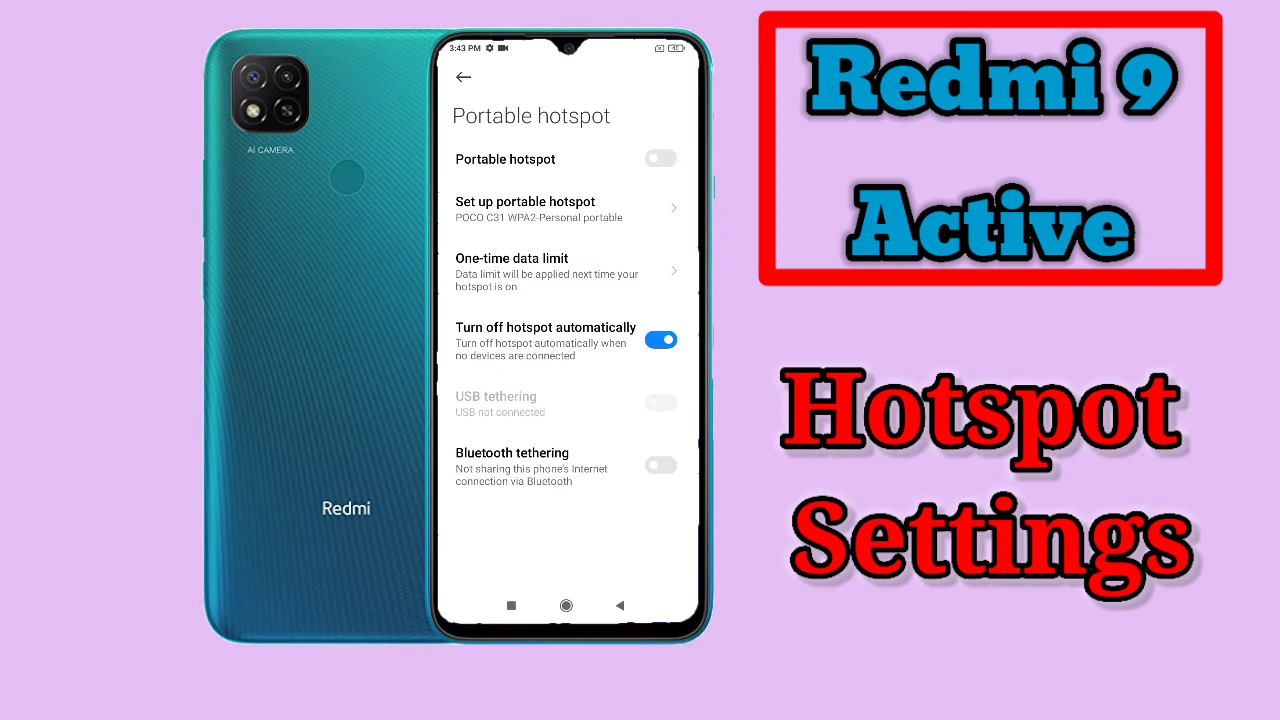 AI CAMERA
Redmi
3:43 PM
40
Portable hotspot
Portable hotspot
Set up portable hotspot
POCO C31 WPA2-Personal portable
One-time data limit
Data limit will be applied next time your
hotspot is on
Turn off hotspot automatically
Turn off hotspot automatically when
no devices are connected
USB tethering
USB not connected
Bluetooth tethering
Not sharing this phone's Internet
connection via Bluetooth
Redmi 9
Active
Hotspot
Settings